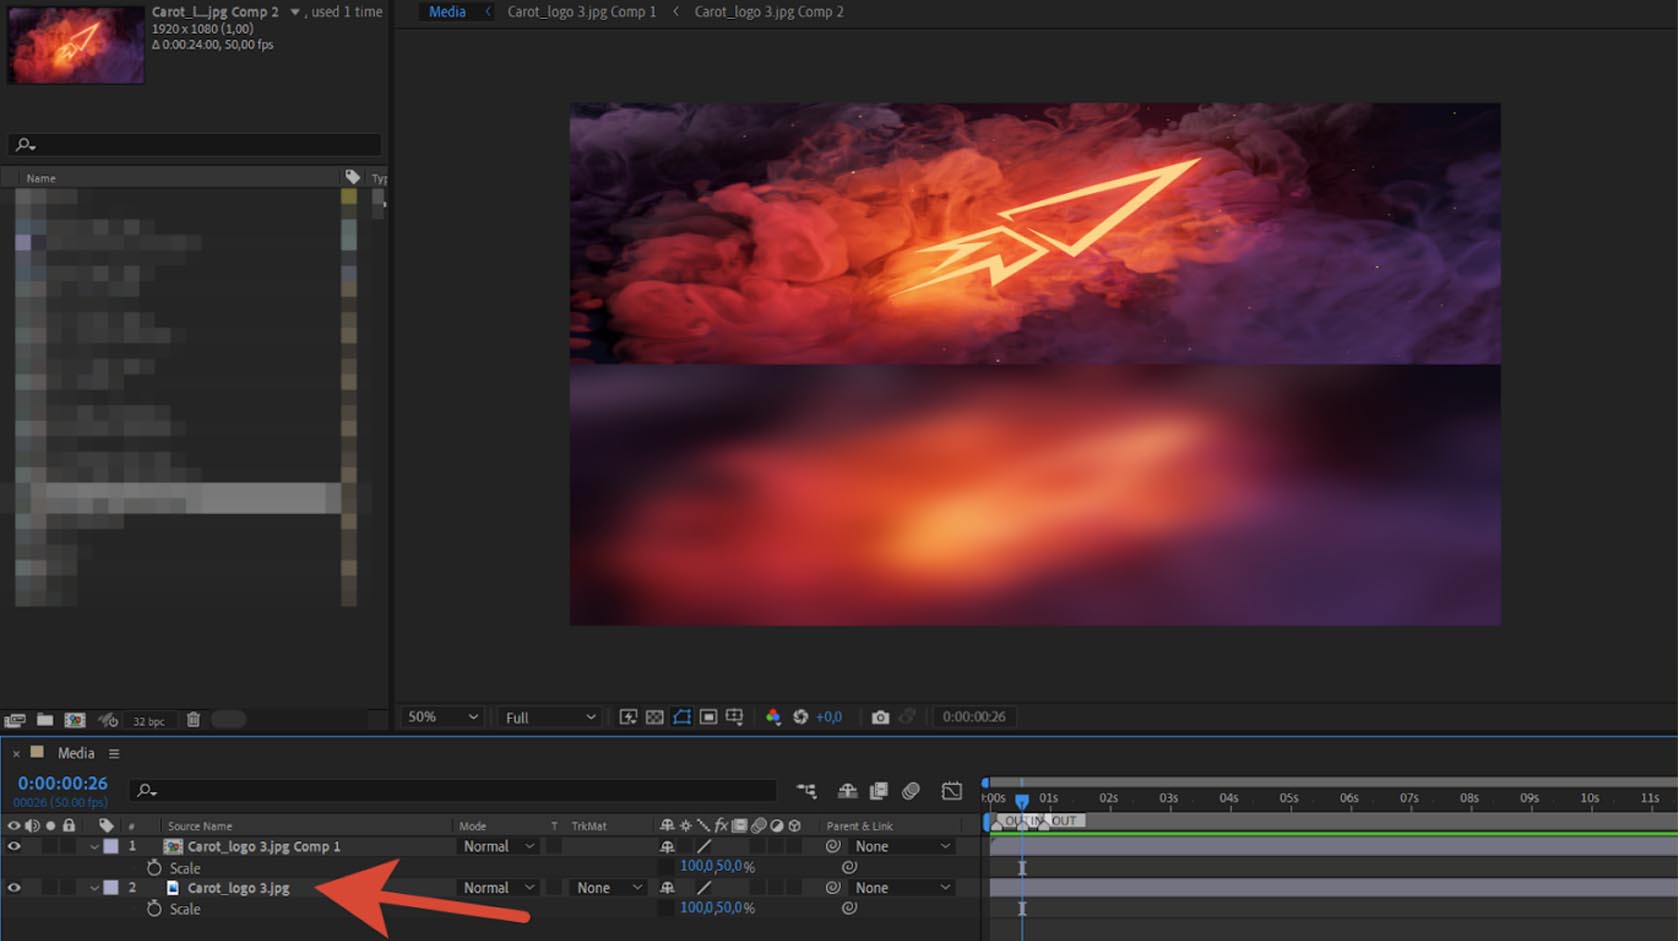 Carot_l...jpg Comp 2 ▼ , used 1 time
1920 x 1080 (1,00)
Δ 0:00:24:00, 50,00 fps
Media < Carot_logo 3.jpg Comp 1 < Carot_logo 3.jpg Comp 2
Name Typ
32 bpc
50% Full +0,0 0:00:00:26
× Media ≡
0:00:00:26
00026 (50.00 fps)
:00s 01s 02s 03s 04s 05s 06s 07s 08s 09s 10s 11s
OUT IN OUT
# Source Name Mode T TrkMat fx Parent & Link
1 Carot_logo 3.jpg Comp 1 Normal None
Scale 100,0,50,0%
2 Carot_logo 3.jpg Normal None None
Scale 100,0,50,0%